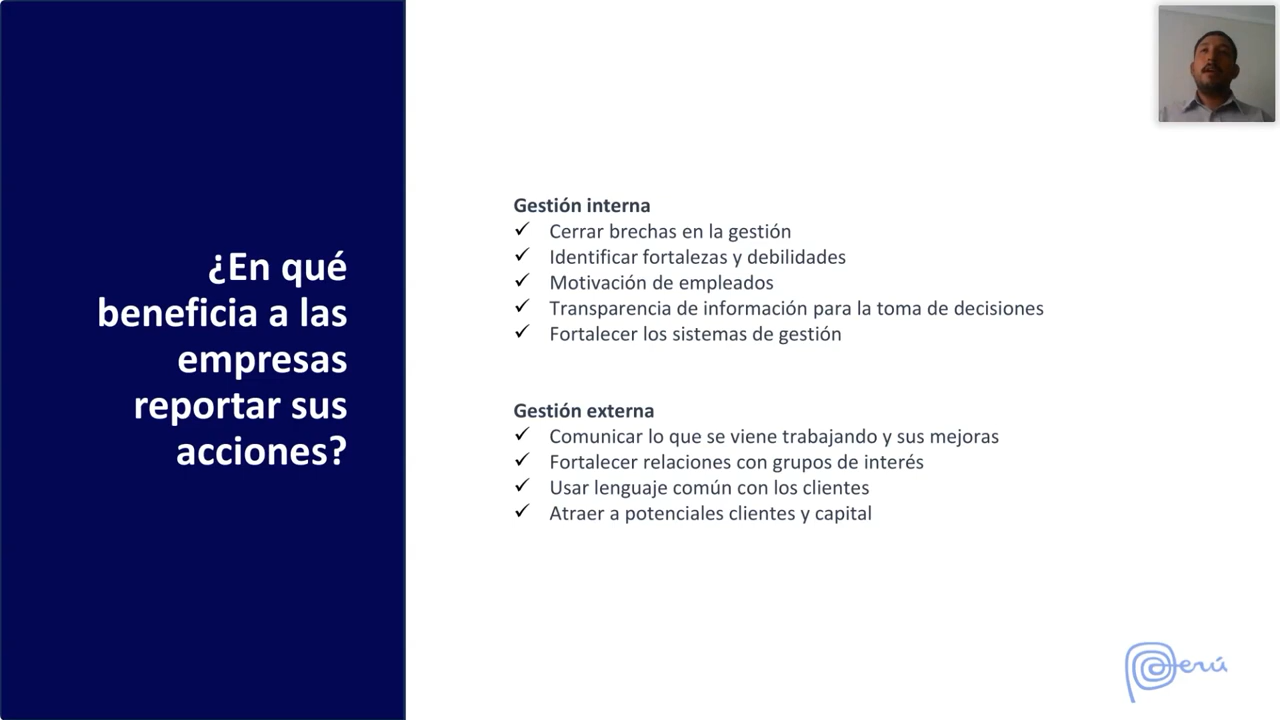 ¿En qué
beneficia a las
empresas
reportar sus
acciones?
Gestión interna
✓ Cerrar brechas en la gestión
✓ Identificar fortalezas y debilidades
✓ Motivación de empleados
✓ Transparencia de información para la toma de decisiones
✓ Fortalecer los sistemas de gestión
Gestión externa
✓ Comunicar lo que se viene trabajando y sus mejoras
✓ Fortalecer relaciones con grupos de interés
✓ Usar lenguaje común con los clientes
✓ Atraer a potenciales clientes y capital
Perú